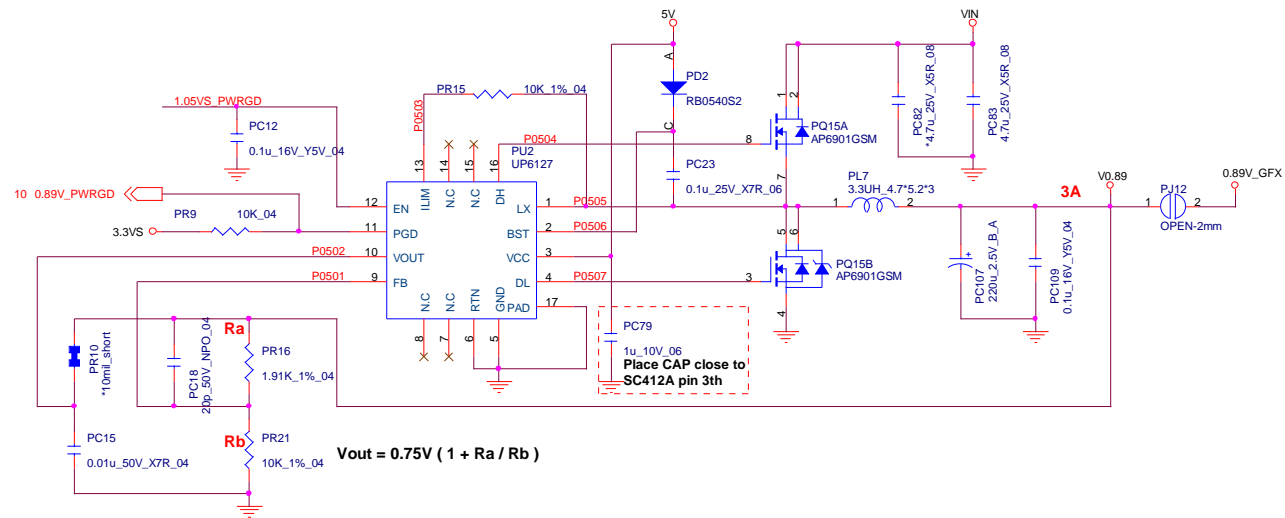 5V
VIN
A
PD2
RB0540S2
C
1.05VS_PWRGD
PC12
0.1u_16V_Y5V_04
PR15
10K_1%_04
P0503
P0504
PU2
UP6127
PC23
0.1u_25V_X7R_06
1
2
8
PQ15A
AP6901GSM
7
PC82
*4.7u_25V_X5R_08
PC83
4.7u_25V_X5R_08
13
14
15
16
ILIM
N.C
N.C
DH
10 0.89V_PWRGD
PR9
10K_04
3.3VS
12
EN
11
PGD
P0502
10
VOUT
P0501
9
FB
LX
1
P0505
BST
2
P0506
VCC
3
DL
4
P0507
PAD
17
N.C
N.C
RTN
GND
8
7
6
5
PL7
3.3UH_4.7*5.2*3
1
2
3A
V0.89
PJ12
1
2
OPEN-2mm
0.89V_GFX
5
6
3
PQ15B
AP6901GSM
4
+
PC107
220u_2.5V_B_A
PC109
0.1u_16V_Y5V_04
PC79
1u_10V_06
Place CAP close to
SC412A pin 3th
PR10
*10mil_short
PC18
20p_50V_NPO_04
Ra
PR16
1.91K_1%_04
PC15
0.01u_50V_X7R_04
Rb
PR21
10K_1%_04
Vout = 0.75V ( 1 + Ra / Rb )